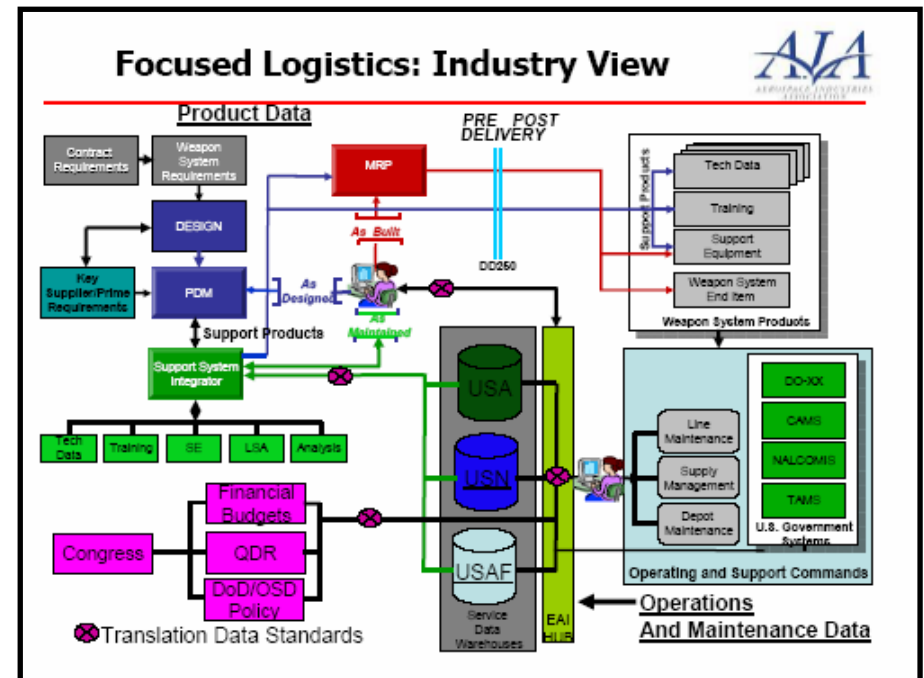 Focused Logistics: Industry View
AIA
AEROSPACE INDUSTRIES
ASSOCIATION
Product Data
PRE POST
DELIVERY
Contract
Requirements
Weapon
System
Requirements
MRP
DESIGN
As Built
DD250
Key
Supplier/Prime
Requirements
PDM
As
Designed
As
Maintained
Support Products
Support System
Integrator
Tech
Data
Training
SE
LSA
Analysis
Support Products
Tech Data
Training
Support
Equipment
Weapon System
End Item
Weapon System Products
USA
USN
USAF
Service
Data
Warehouses
EAI
HUB
Line
Maintenance
Supply
Management
Depot
Maintenance
DO-XX
CAMS
NALCOMIS
TAMS
U.S. Government
Systems
Operating and Support Commands
Congress
Financial
Budgets
QDR
DoD/OSD
Policy
Translation Data Standards
Operations
And Maintenance Data